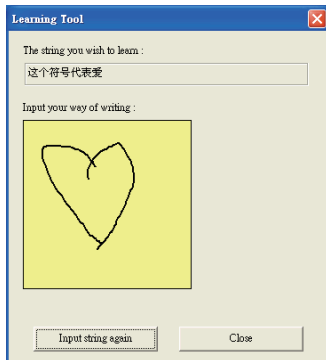 Learning Tool
The string you wish to learn :
这个符号代表爱
Input your way of writing :
Input string again
Close